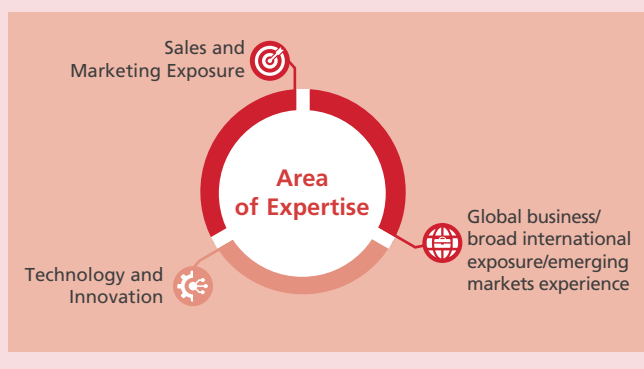 Sales and
Marketing Exposure
Area
of Expertise
Global business/
broad international
exposure/emerging
markets experience
Technology and
Innovation